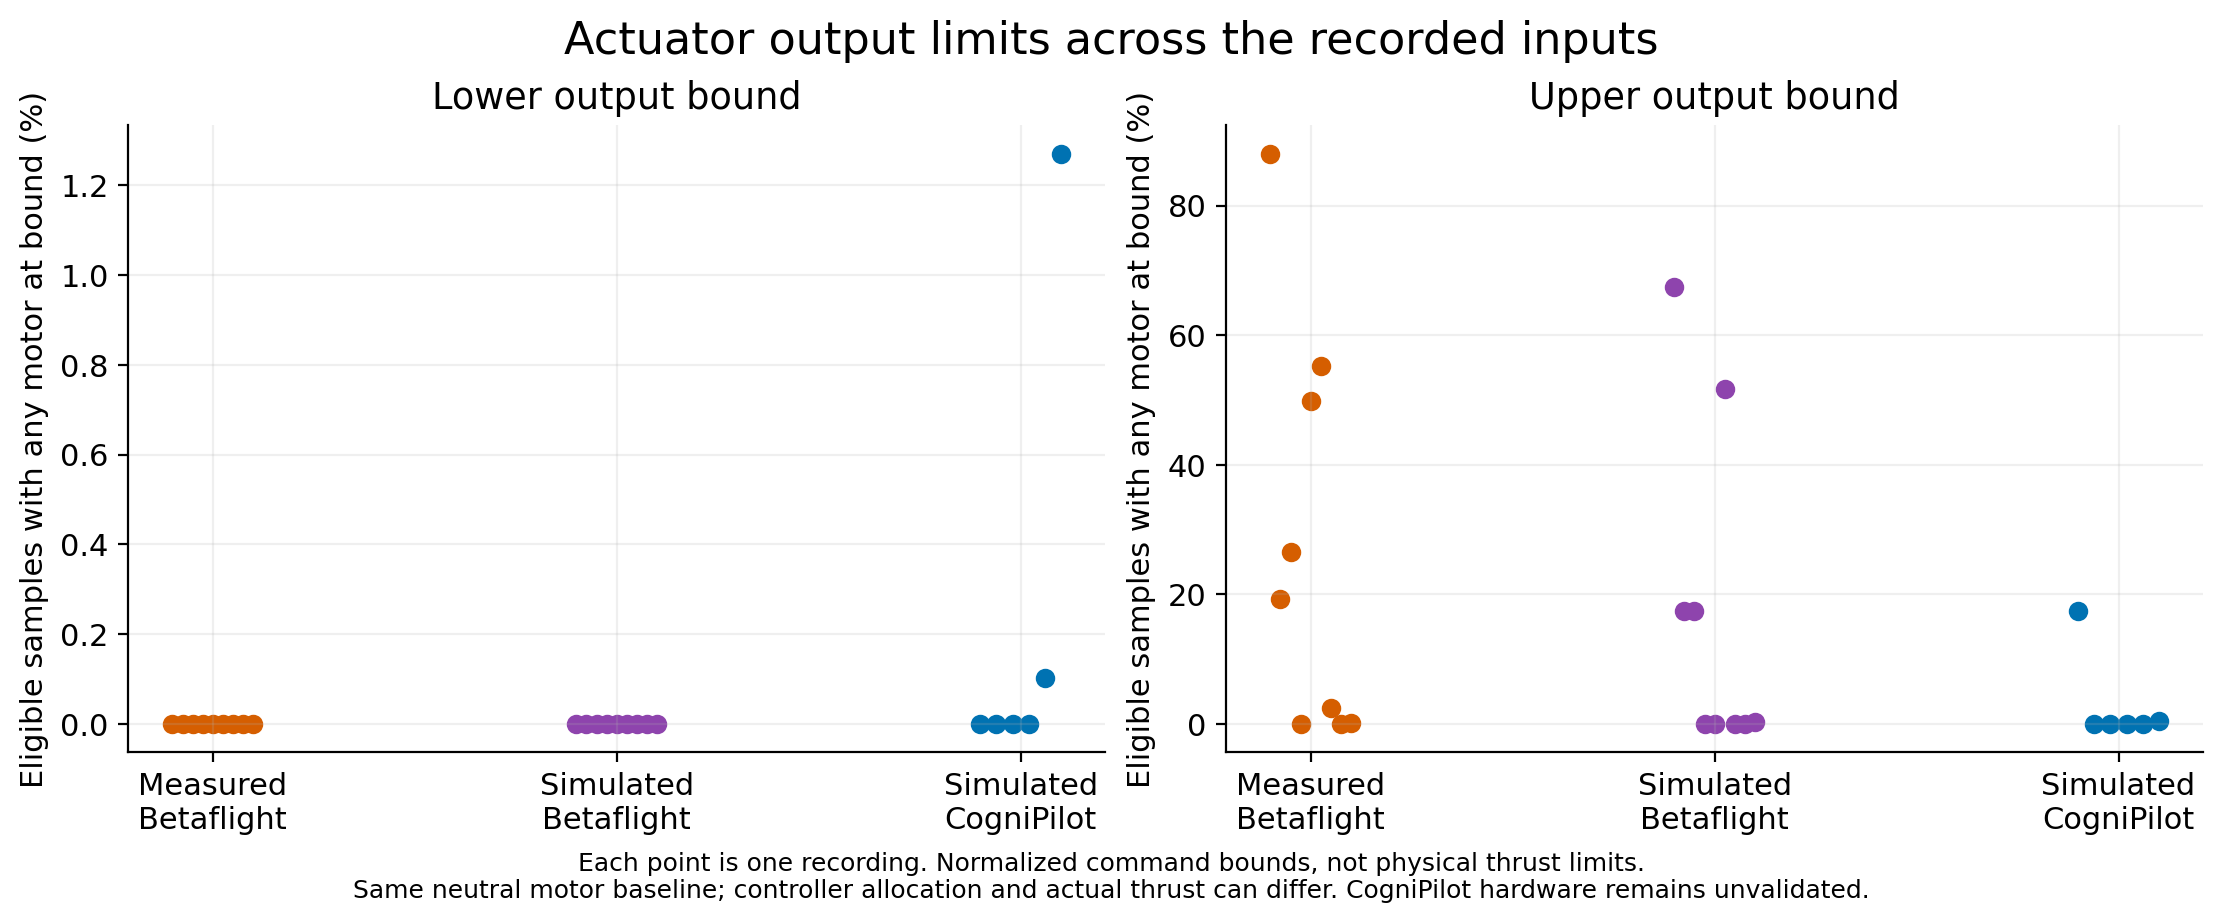 Actuator output limits across the recorded inputs
Lower output bound
Eligible samples with any motor at bound (%)
1.2
1.0
0.8
0.6
0.4
0.2
0.0
Measured
Betaflight
Simulated
Betaflight
Simulated
CogniPilot
Upper output bound
Eligible samples with any motor at bound (%)
80
60
40
20
0
Measured
Betaflight
Simulated
Betaflight
Simulated
CogniPilot
Each point is one recording. Normalized command bounds, not physical thrust limits.
Same neutral motor baseline; controller allocation and actual thrust can differ. CogniPilot hardware remains unvalidated.